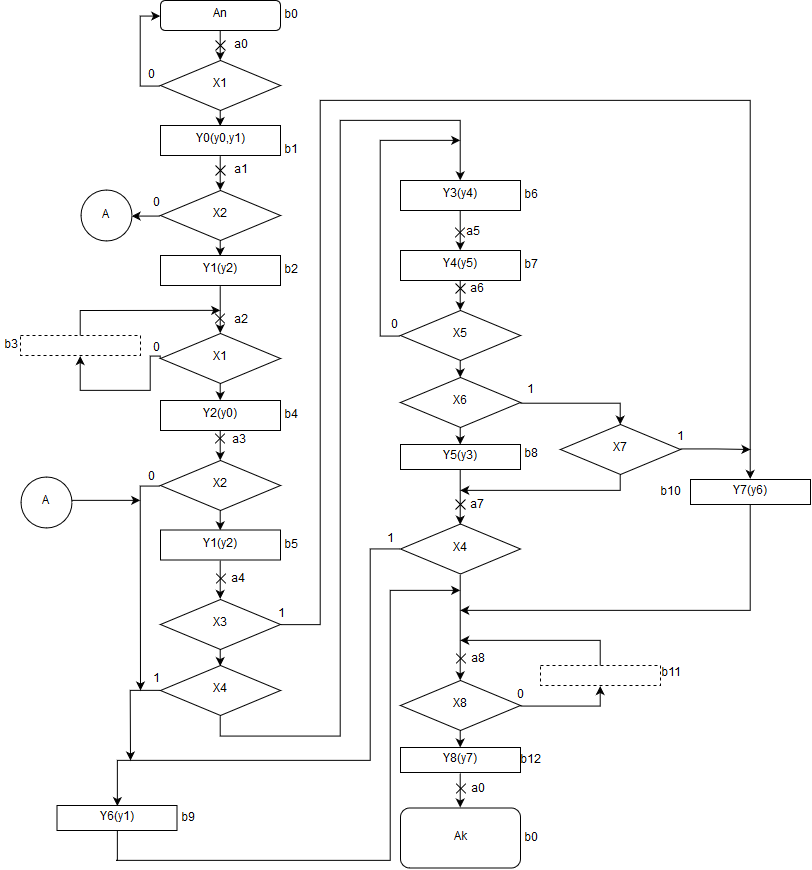 An
b0
a0
0
X1
Y0(y0,y1)
b1
a1
0
A
X2
Y1(y2)
b2
a2
b3
0
X1
Y2(y0)
b4
a3
0
X2
A
Y1(y2)
b5
a4
X3
1
1
X4
Y6(y1)
b9
Y3(y4)
b6
a5
Y4(y5)
b7
a6
0
X5
X6
1
X7
1
Y5(y3)
b8
b10
Y7(y6)
a7
1
X4
a8
b11
X8
0
Y8(y7)
b12
a0
Ak
b0